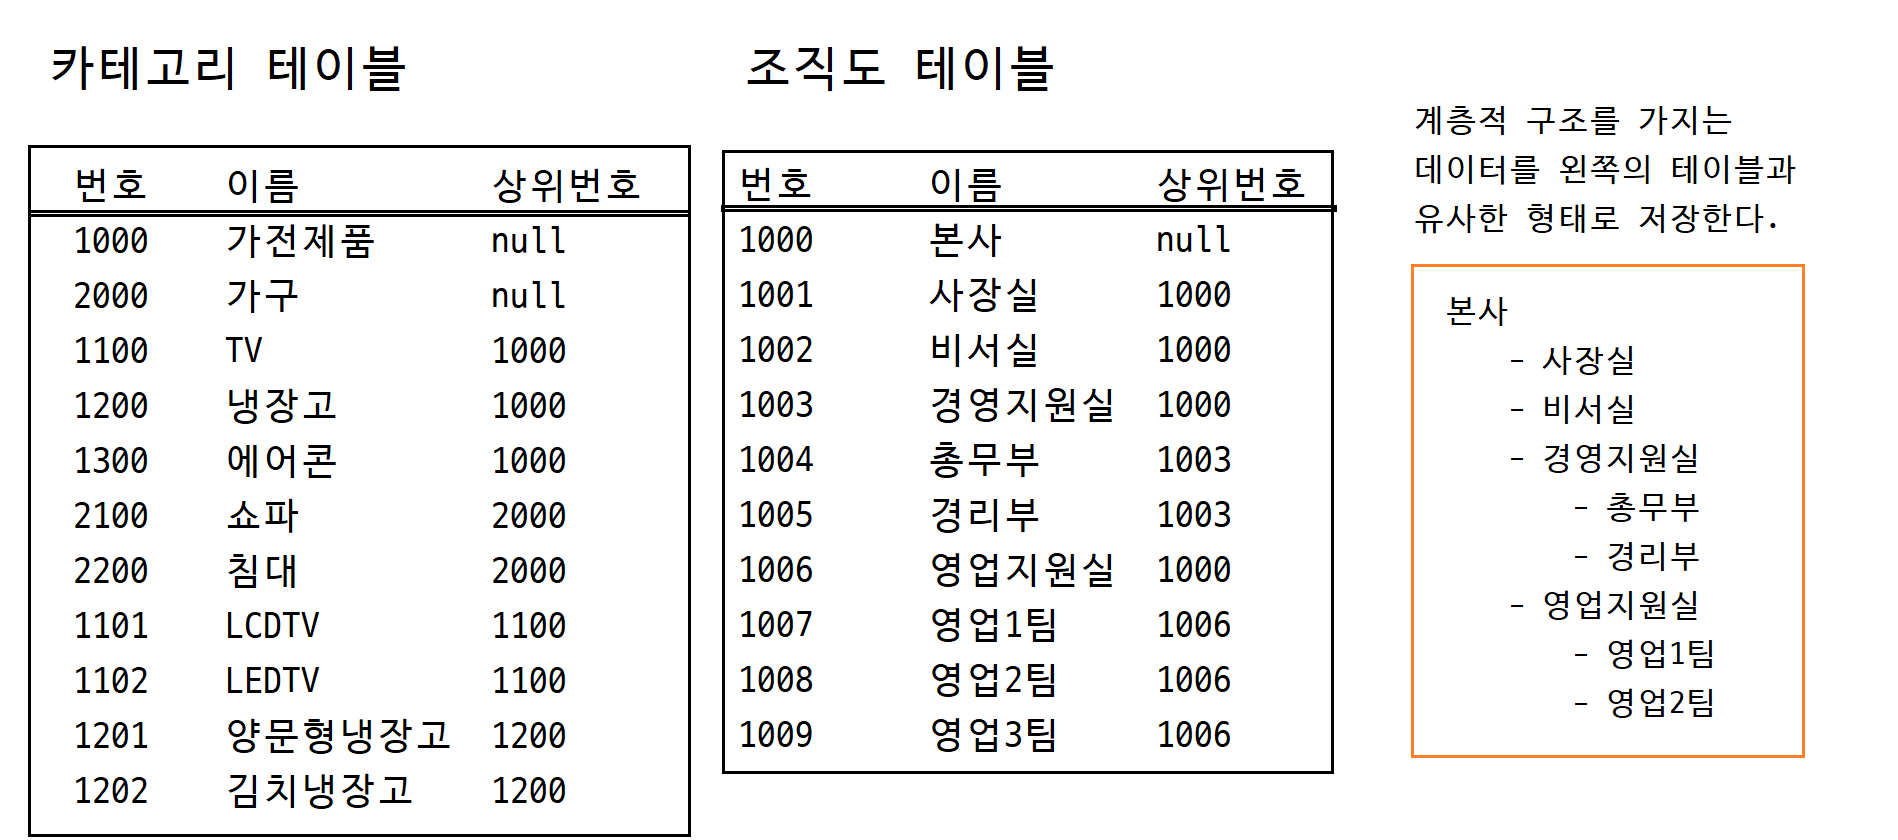 카테고리 테이블
번호 이름 상위번호
1000 가전제품 null
2000 가구 null
1100 TV 1000
1200 냉장고 1000
1300 에어콘 1000
2100 쇼파 2000
2200 침대 2000
1101 LCDTV 1100
1102 LEDTV 1100
1201 양문형냉장고 1200
1202 김치냉장고 1200
조직도 테이블
번호 이름 상위번호
1000 본사 null
1001 사장실 1000
1002 비서실 1000
1003 경영지원실 1000
1004 총무부 1003
1005 경리부 1003
1006 영업지원실 1000
1007 영업1팀 1006
1008 영업2팀 1006
1009 영업3팀 1006
계층적 구조를 가지는
데이터를 왼쪽의 테이블과
유사한 형태로 저장한다.
본사
- 사장실
- 비서실
- 경영지원실
- 총무부
- 경리부
- 영업지원실
- 영업1팀
- 영업2팀